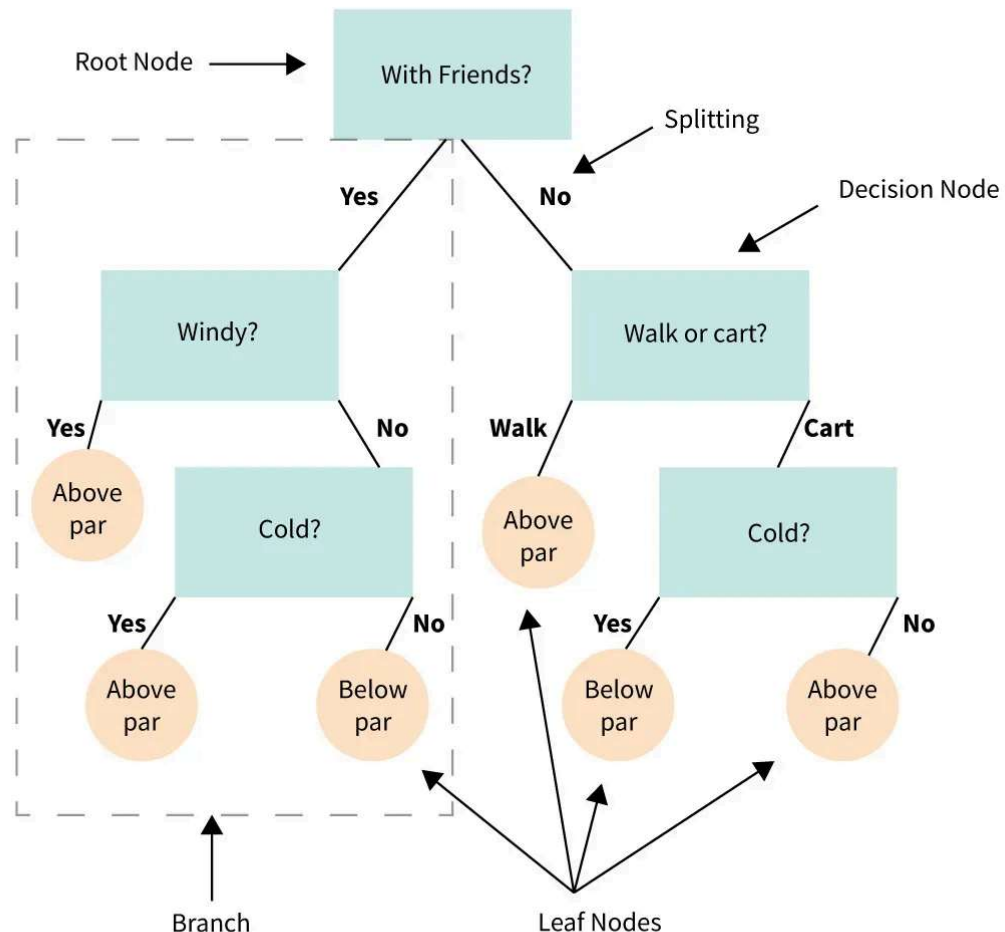 Root Node
With Friends?
Splitting
Decision Node
Yes
No
Windy?
Walk or cart?
Yes
No
Walk
Cart
Above
par
Cold?
Above
par
Cold?
Yes
No
Yes
No
Above
par
Below
par
Below
par
Above
par
Branch
Leaf Nodes